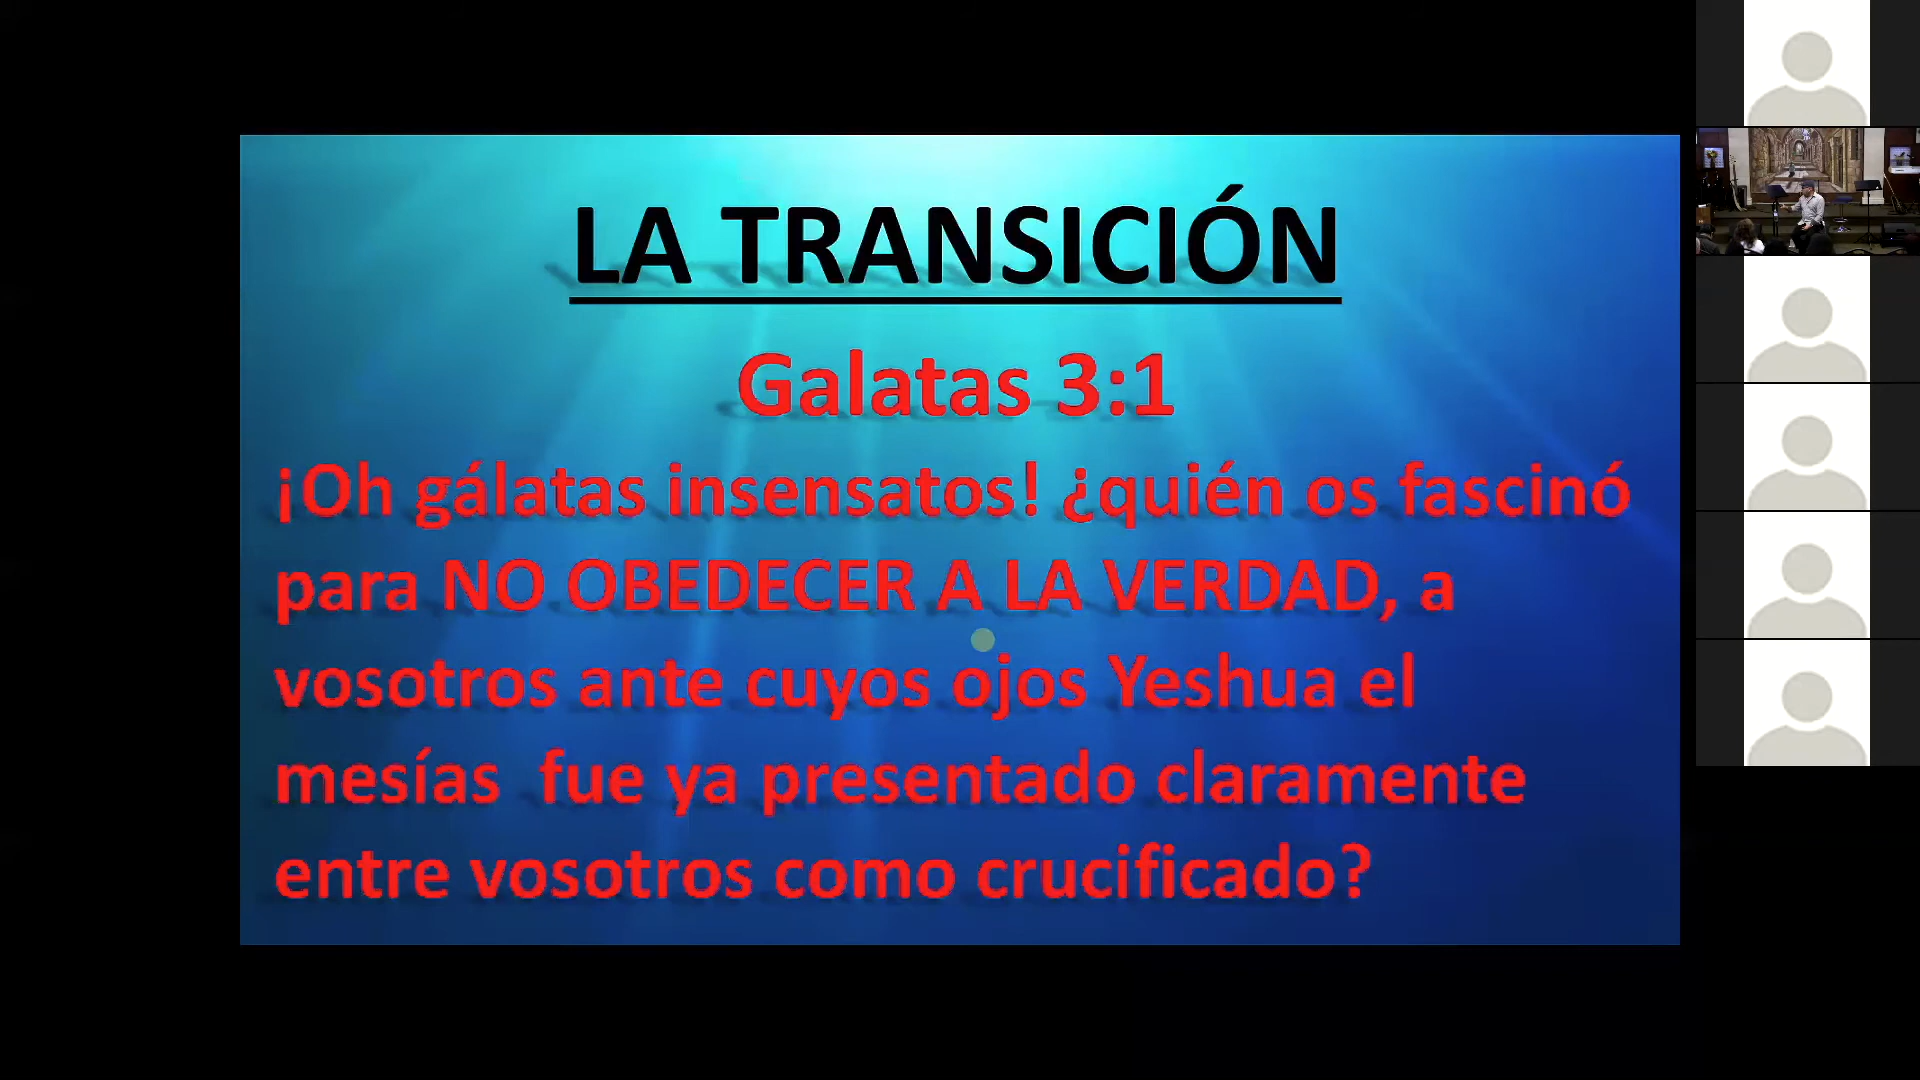 LA TRANSICIÓN
Galatas 3:1
¡Oh gálatas insensatos! ¿quién os fascinó
para NO OBEDECER A LA VERDAD, a
vosotros ante cuyos ojos Yeshua el
mesías fue ya presentado claramente
entre vosotros como crucificado?